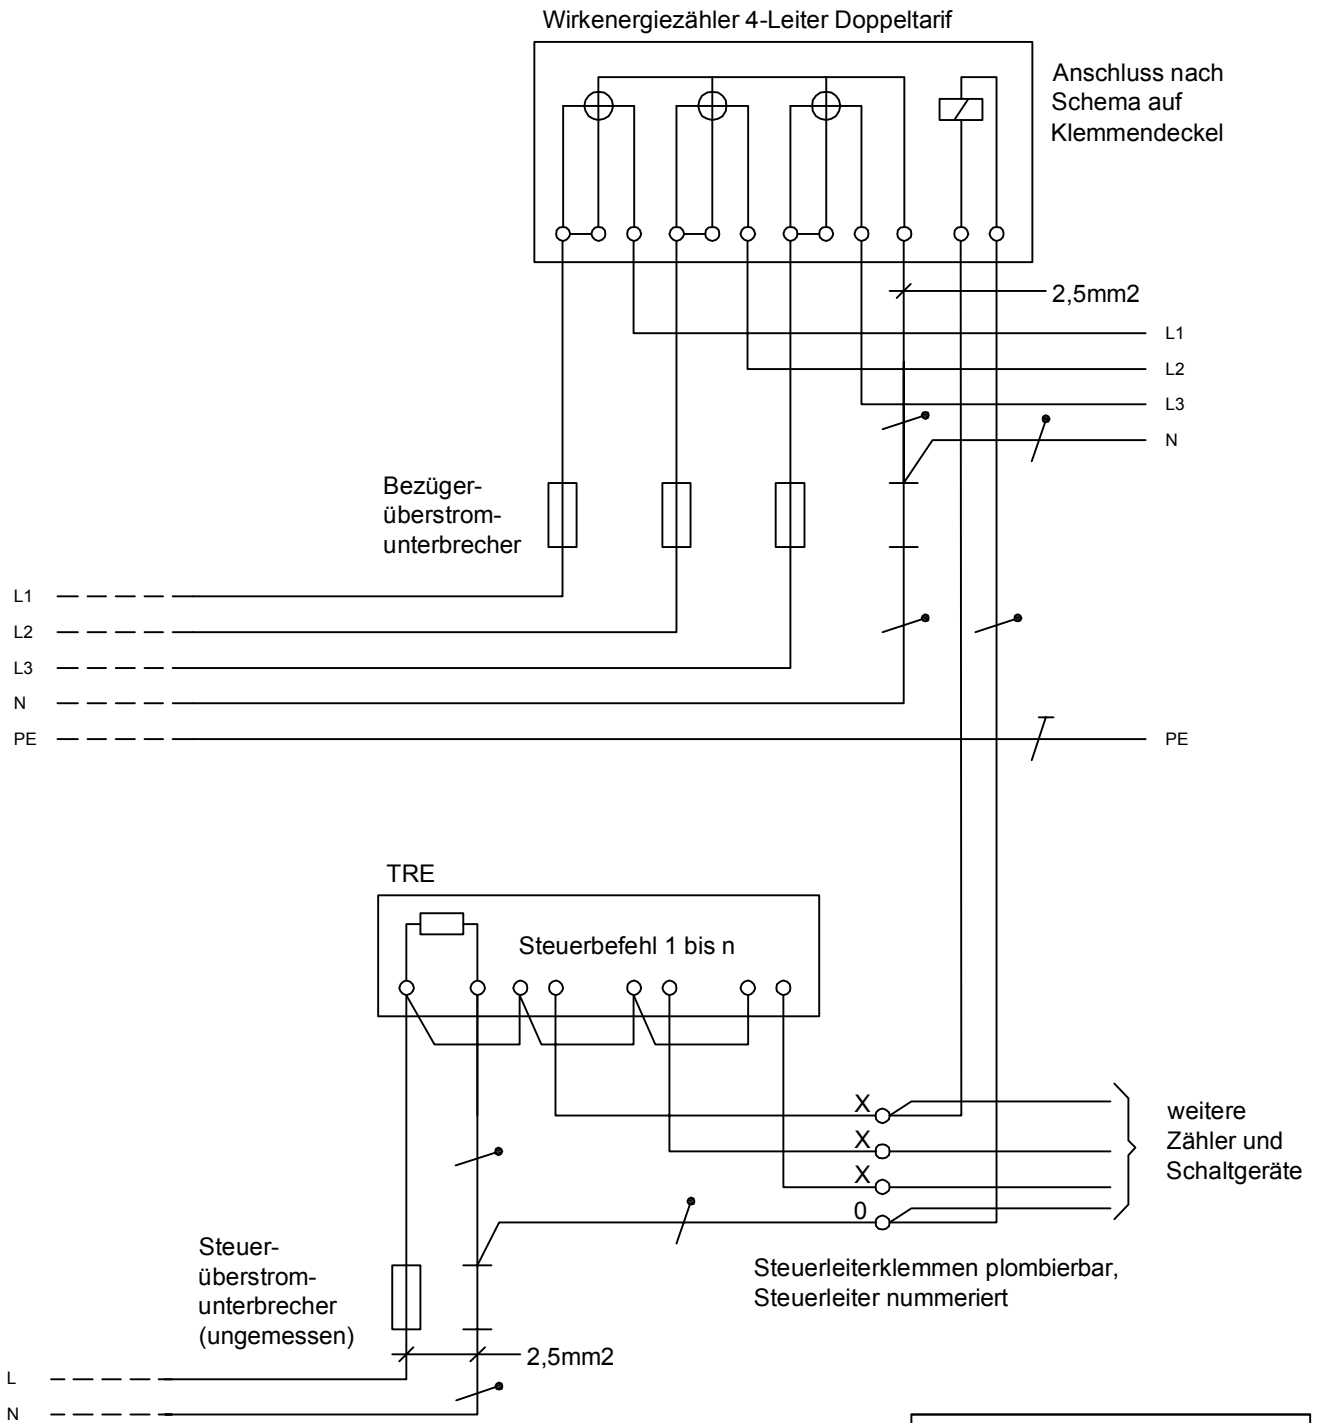 Wirkenergiezähler 4-Leiter Doppeltarif
Anschluss nach
Schema auf
Klemmendeckel
2,5mm2
L1
L2
L3
N
Bezüger-
überstrom-
unterbrecher
L1
L2
L3
N
PE
PE
TRE
Steuerbefehl 1 bis n
X
X
X
0
weitere
Zähler und
Schaltgeräte
Steuer-
überstrom-
unterbrecher
(ungemessen)
Steuerleiterklemmen plombierbar,
Steuerleiter nummeriert
2,5mm2
L
N